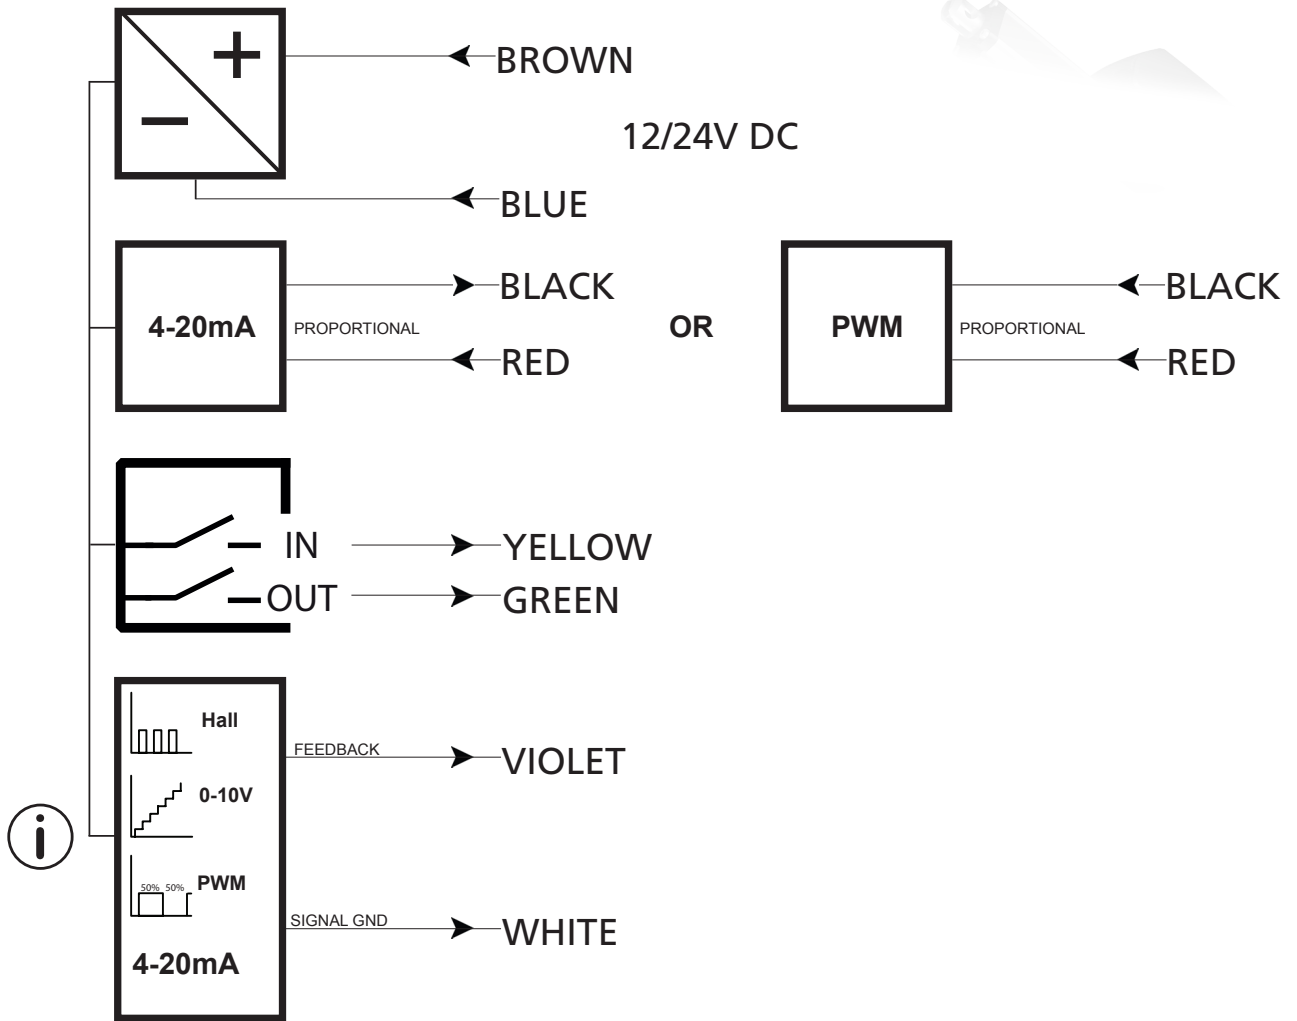 +
BROWN
12/24V DC
−
BLUE
4-20mA
PROPORTIONAL
BLACK
RED
OR
PWM
PROPORTIONAL
BLACK
RED
IN
YELLOW
OUT
GREEN
Hall
FEEDBACK
VIOLET
0-10V
i
50% 50%
PWM
SIGNAL GND
WHITE
4-20mA